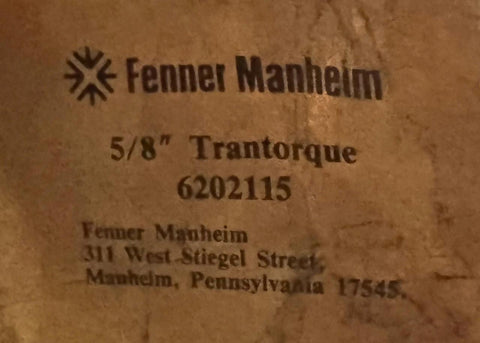 Fenner Manheim
5/8" Trantorque
6202115
Fenner Manheim
311 West Stiegel Street,
Manheim, Pennsylvania 17545.